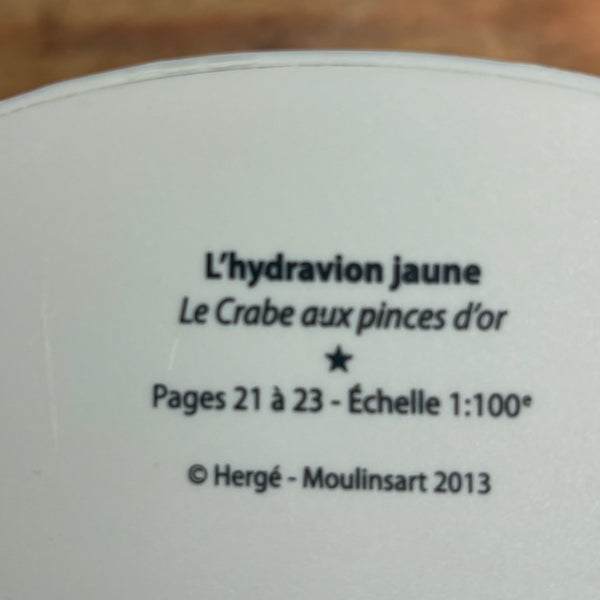 L'hydravion jaune
Le Crabe aux pinces d'or
★
Pages 21 à 23 - Échelle 1:100e
© Hergé - Moulinsart 2013